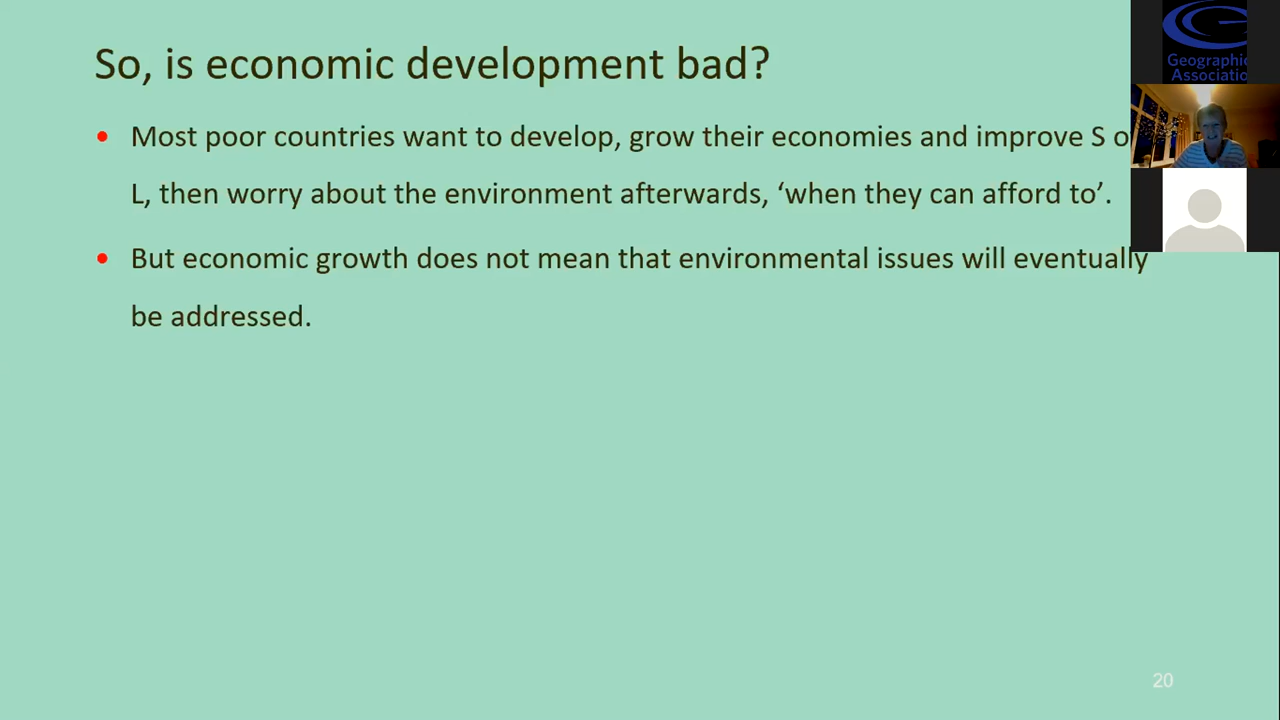 So, is economic development bad?
• Most poor countries want to develop, grow their economies and improve S o
L, then worry about the environment afterwards, ‘when they can afford to’.
• But economic growth does not mean that environmental issues will eventually
be addressed.
20
Geographic
Associatio